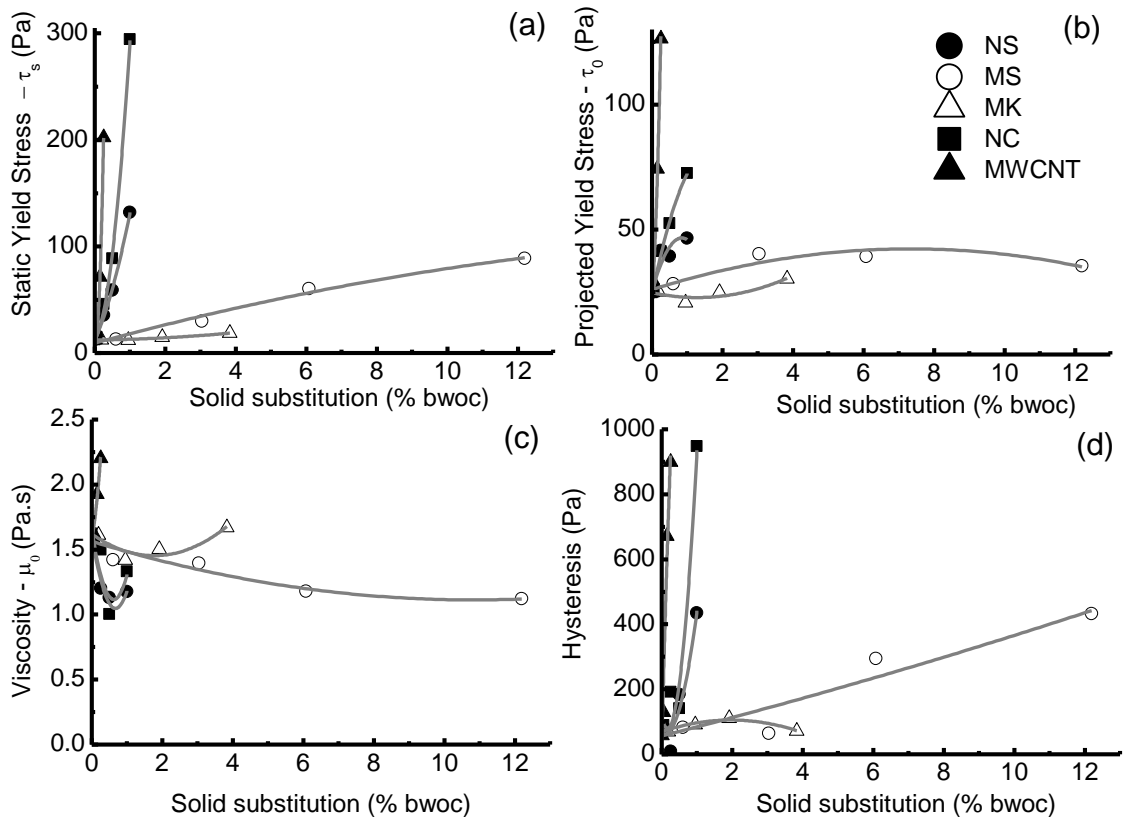 (a)
300
200
100
0
Static Yield Stress – τs (Pa)
0 2 4 6 8 10 12
Solid substitution (% bwoc)
(b)
100
50
0
Projected Yield Stress - τ0 (Pa)
0 2 4 6 8 10 12
Solid substitution (% bwoc)
NS
MS
MK
NC
MWCNT
(c)
2.5
2.0
1.5
1.0
0.5
0.0
Viscosity - μ0 (Pa.s)
0 2 4 6 8 10 12
Solid substitution (% bwoc)
(d)
1000
800
600
400
200
0
Hysteresis (Pa)
0 2 4 6 8 10 12
Solid substitution (% bwoc)